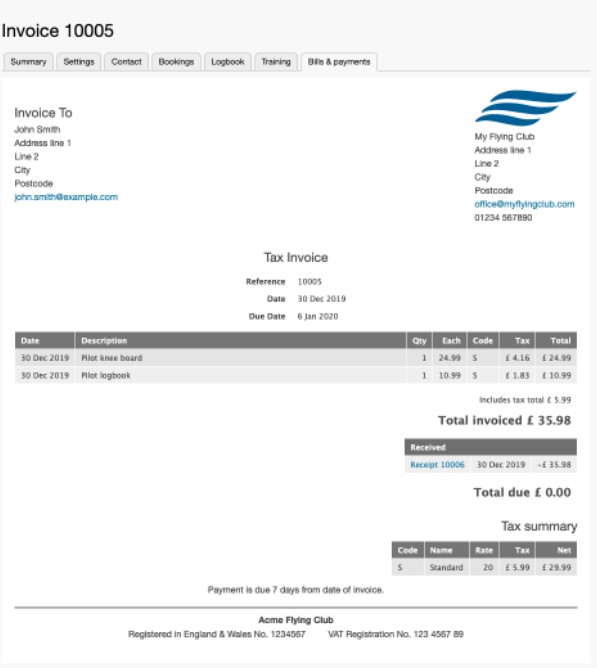 Invoice 10005
Summary Settings Contact Bookings Logbook Training Bills & payments
Invoice To
John Smith
Address line 1
Line 2
City
Postcode
john.smith@example.com
My Flying Club
Address line 1
Line 2
City
Postcode
office@myflyingclub.com
01234 567890
Tax Invoice
Reference 10005
Date 30 Dec 2019
Due Date 6 Jan 2020
Date Description Qty Each Code Tax Total
30 Dec 2019 Pilot knee board 1 24.99 S £ 4.16 £ 24.99
30 Dec 2019 Pilot logbook 1 10.99 S £ 1.83 £ 10.99
Includes tax total £ 5.99
Total invoiced £ 35.98
Received
Receipt 10006 30 Dec 2019 -£ 35.98
Total due £ 0.00
Tax summary
Code Name Rate Tax Net
S Standard 20 £ 5.99 £ 29.99
Payment is due 7 days from date of invoice.
Acme Flying Club
Registered in England & Wales No. 1234567 VAT Registration No. 123 4567 89